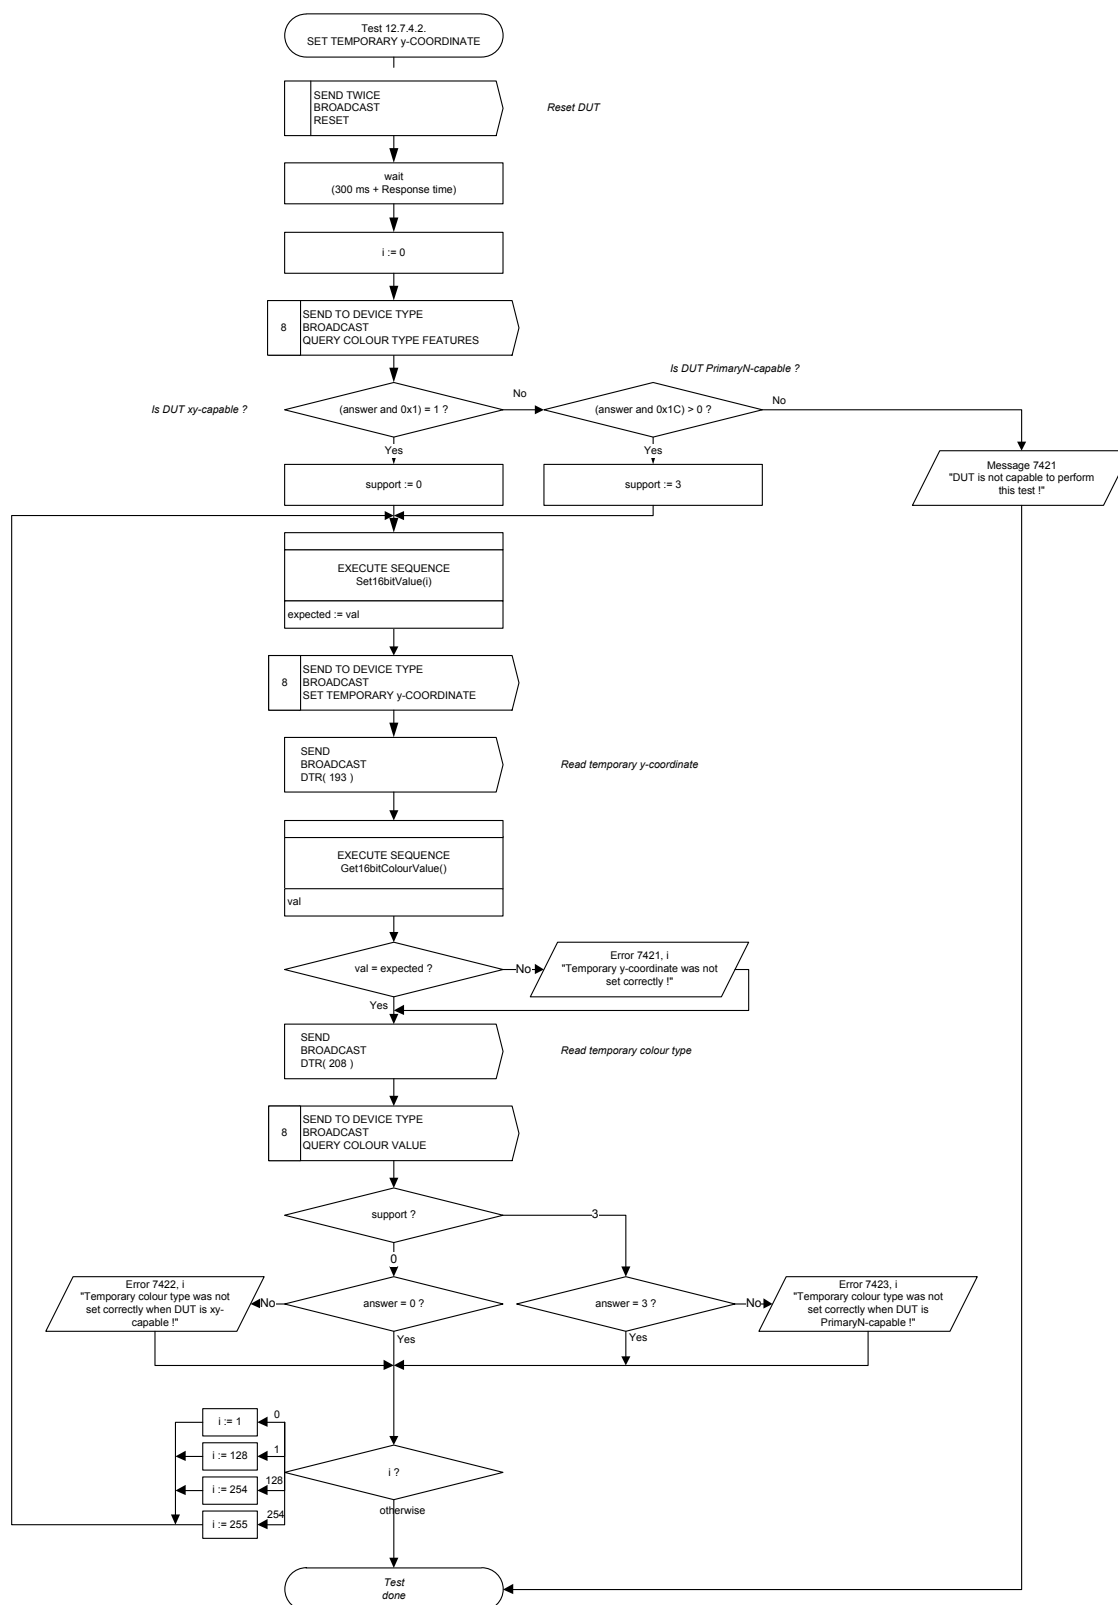 Test 12.7.4.2.
SET TEMPORARY y-COORDINATE
SEND TWICE
BROADCAST
RESET
Reset DUT
wait
(300 ms + Response time)
i := 0
8
SEND TO DEVICE TYPE
BROADCAST
QUERY COLOUR TYPE FEATURES
Is DUT xy-capable ?
(answer and 0x1) = 1 ?
No
Is DUT PrimaryN-capable ?
(answer and 0x1C) > 0 ?
No
Yes
Yes
Message 7421
"DUT is not capable to perform
this test !"
support := 0
support := 3
EXECUTE SEQUENCE
Set16bitValue(i)
expected := val
8
SEND TO DEVICE TYPE
BROADCAST
SET TEMPORARY y-COORDINATE
SEND
BROADCAST
DTR( 193 )
Read temporary y-coordinate
EXECUTE SEQUENCE
Get16bitColourValue()
val
val = expected ?
No
Error 7421, i
"Temporary y-coordinate was not
set correctly !"
Yes
SEND
BROADCAST
DTR( 208 )
Read temporary colour type
8
SEND TO DEVICE TYPE
BROADCAST
QUERY COLOUR VALUE
support ?
3
0
Error 7422, i
"Temporary colour type was not
set correctly when DUT is xy-
capable !"
No
answer = 0 ?
answer = 3 ?
No
Error 7423, i
"Temporary colour type was not
set correctly when DUT is
PrimaryN-capable !"
Yes
Yes
i := 1
0
i := 128
1
i := 254
128
i := 255
254
i ?
otherwise
Test
done